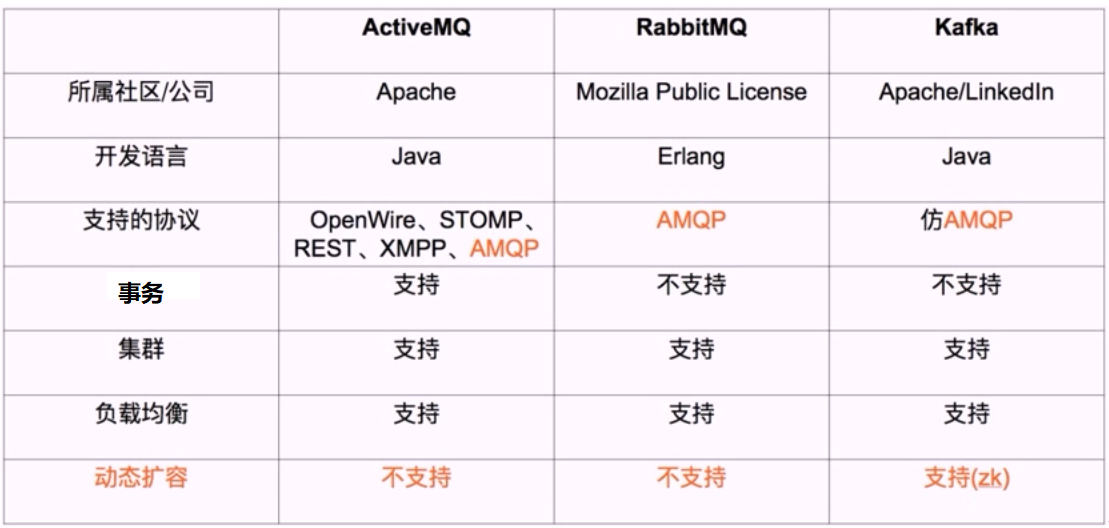 ActiveMQ RabbitMQ Kafka
所属社区/公司 Apache Mozilla Public License Apache/LinkedIn
开发语言 Java Erlang Java
支持的协议 OpenWire、STOMP、 AMQP 仿AMQP
REST、XMPP、AMQP
事务 支持 不支持 不支持
集群 支持 支持 支持
负载均衡 支持 支持 支持
动态扩容 不支持 不支持 支持(zk)